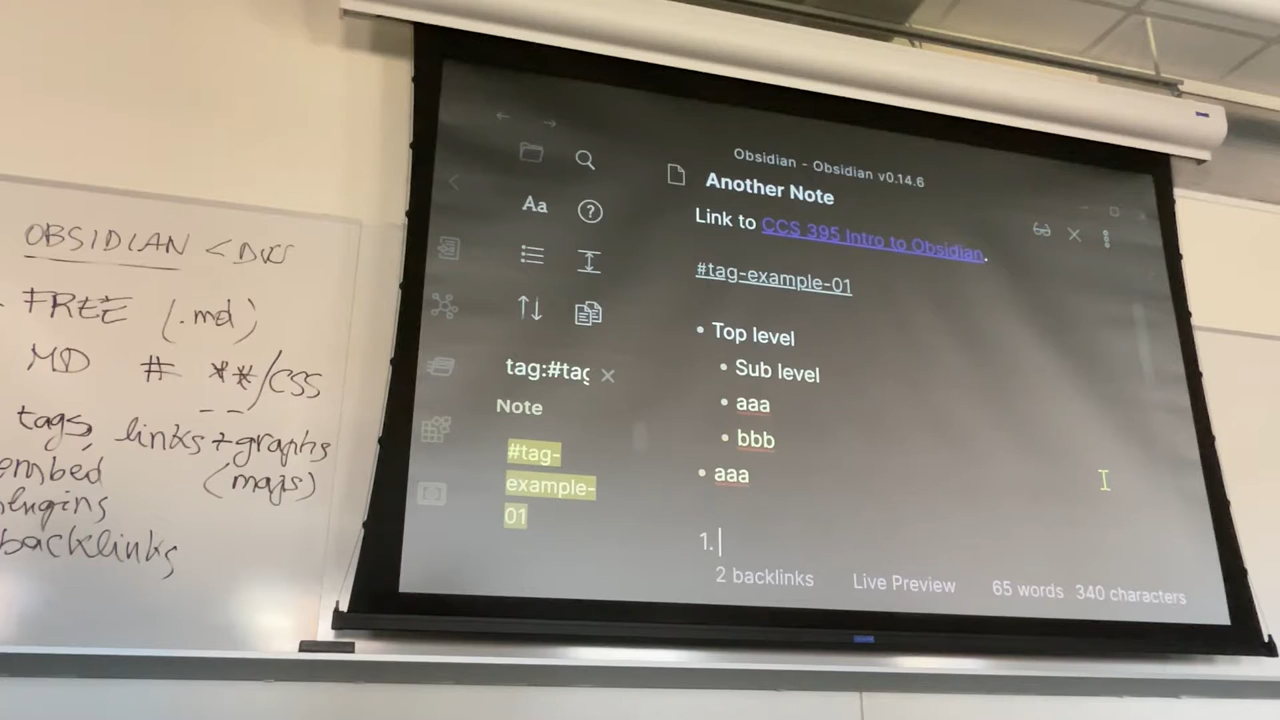 OBSIDIAN
FREE (.md)
MD # **/CSS
tags, links + graphs
embed (maps)
backlinks
Obsidian - Obsidian v0.14.6
Another Note
Link to CCS 395 Intro to Obsidian.
#tag-example-01
• Top level
• Sub level
• aaa
• bbb
• aaa
1.
2 backlinks Live Preview 65 words 340 characters
Aa ?
tag:#tag
Note
#tag-
example-
01